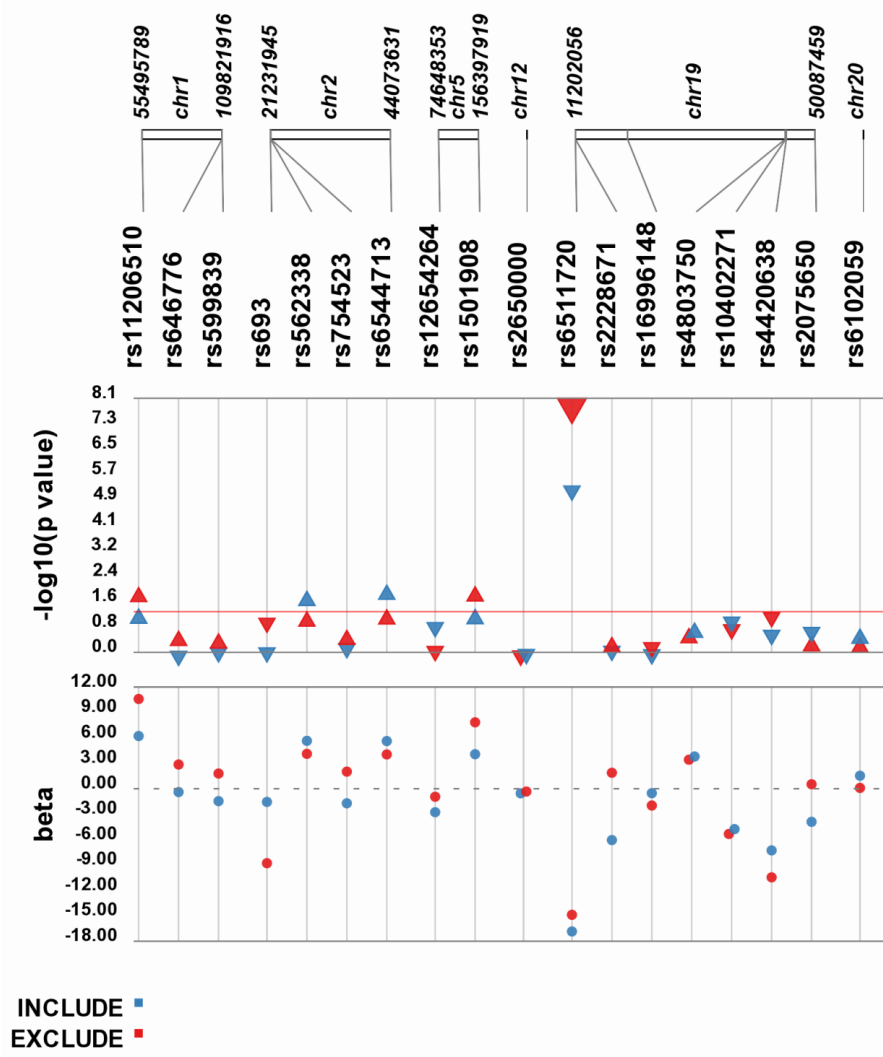 55495789
chr1
109821916
21231945
chr2
44073631
74648353
chr5
156397919
chr12
11202056
chr19
50087459
chr20
rs11206510
rs646776
rs599839
rs693
rs562338
rs754523
rs6544713
rs12654264
rs1501908
rs2650000
rs6511720
rs2228671
rs16996148
rs4803750
rs10402271
rs4420638
rs2075650
rs6102059
-log10(p value)
8.1
7.3
6.5
5.7
4.9
4.1
3.2
2.4
1.6
0.8
0.0
beta
12.00
9.00
6.00
3.00
0.00
-3.00
-6.00
-9.00
-12.00
-15.00
-18.00
INCLUDE
EXCLUDE